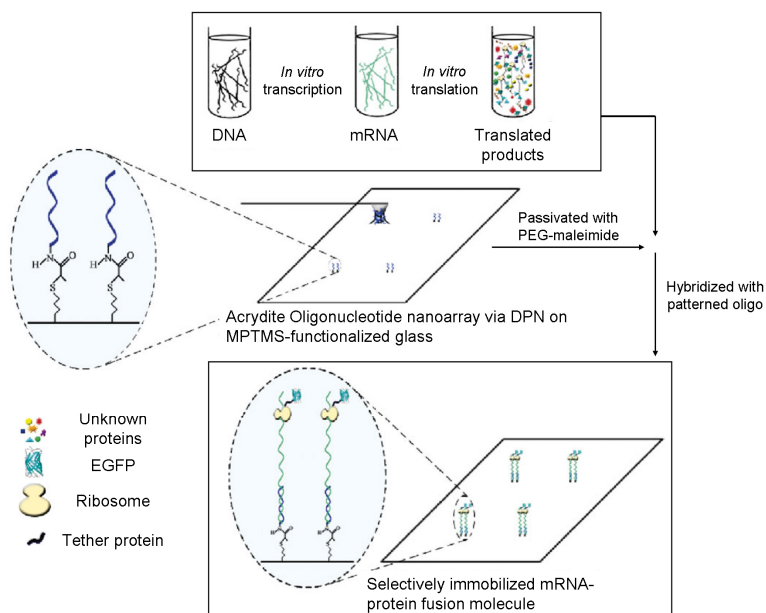 In vitro
transcription
In vitro
translation
DNA
mRNA
Translated
products
Passivated with
PEG-maleimide
Hybridized with
patterned oligo
N
H
O
S
N
H
O
S
Acrydite Oligonucleotide nanoarray via DPN on
MPTMS-functionalized glass
Unknown
proteins
EGFP
Ribosome
Tether protein
Selectively immobilized mRNA-
protein fusion molecule